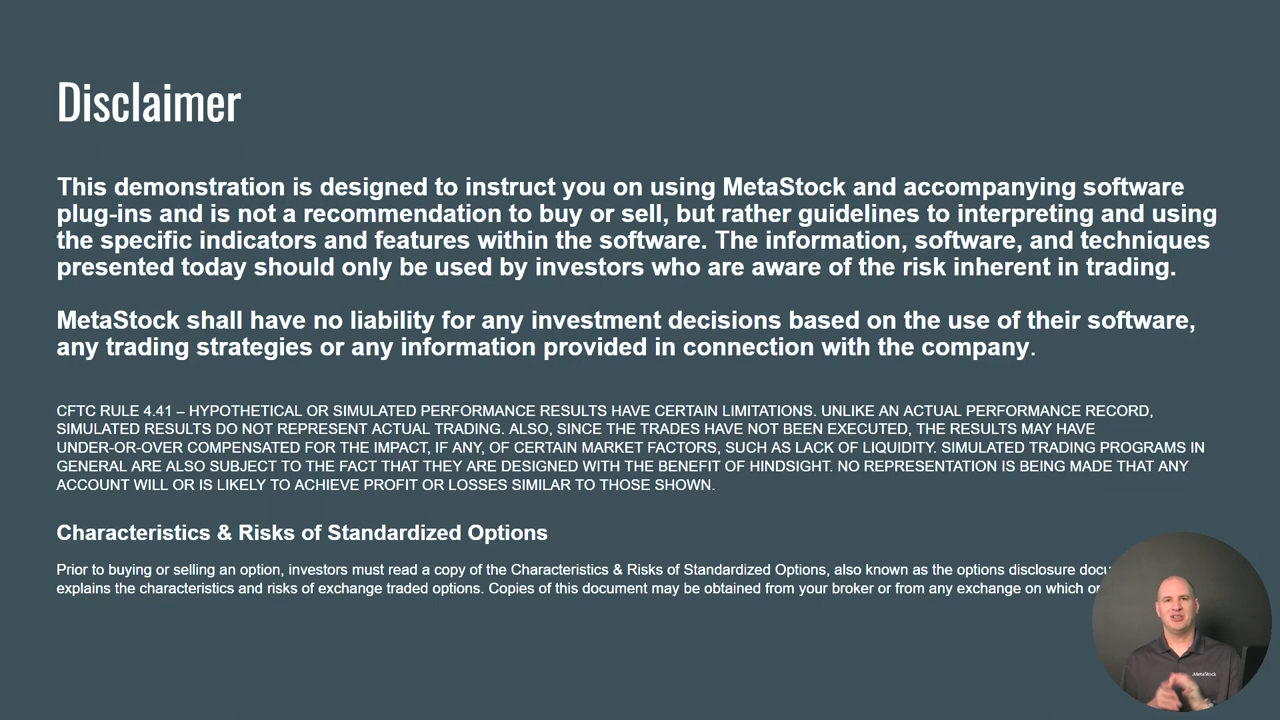 Disclaimer
This demonstration is designed to instruct you on using MetaStock and accompanying software
plug-ins and is not a recommendation to buy or sell, but rather guidelines to interpreting and using
the specific indicators and features within the software. The information, software, and techniques
presented today should only be used by investors who are aware of the risk inherent in trading.
MetaStock shall have no liability for any investment decisions based on the use of their software,
any trading strategies or any information provided in connection with the company.
CFTC RULE 4.41 – HYPOTHETICAL OR SIMULATED PERFORMANCE RESULTS HAVE CERTAIN LIMITATIONS. UNLIKE AN ACTUAL PERFORMANCE RECORD,
SIMULATED RESULTS DO NOT REPRESENT ACTUAL TRADING. ALSO, SINCE THE TRADES HAVE NOT BEEN EXECUTED, THE RESULTS MAY HAVE
UNDER-OR-OVER COMPENSATED FOR THE IMPACT, IF ANY, OF CERTAIN MARKET FACTORS, SUCH AS LACK OF LIQUIDITY. SIMULATED TRADING PROGRAMS IN
GENERAL ARE ALSO SUBJECT TO THE FACT THAT THEY ARE DESIGNED WITH THE BENEFIT OF HINDSIGHT. NO REPRESENTATION IS BEING MADE THAT ANY
ACCOUNT WILL OR IS LIKELY TO ACHIEVE PROFIT OR LOSSES SIMILAR TO THOSE SHOWN.
Characteristics & Risks of Standardized Options
Prior to buying or selling an option, investors must read a copy of the Characteristics & Risks of Standardized Options, also known as the options disclosure
explains the characteristics and risks of exchange traded options. Copies of this document may be obtained from your broker or from any exchange on which
MetaStock